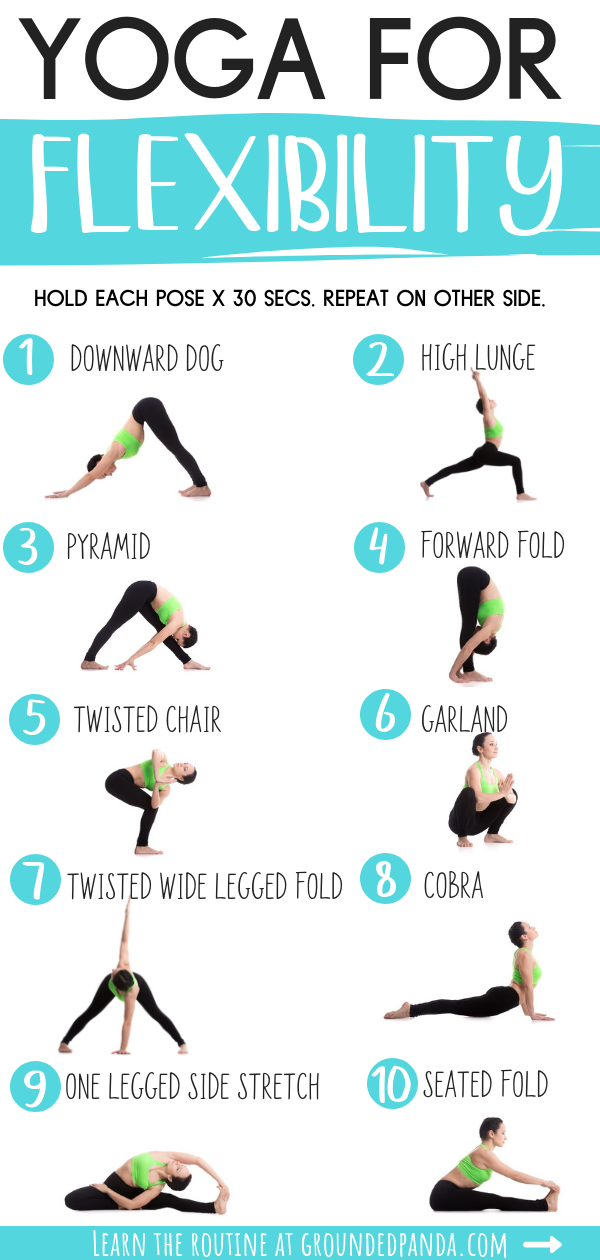 YOGA FOR
FLEXIBILITY
HOLD EACH POSE X 30 SECS. REPEAT ON OTHER SIDE.
1 DOWNWARD DOG
2 HIGH LUNGE
3 PYRAMID
4 FORWARD FOLD
5 TWISTED CHAIR
6 GARLAND
7 TWISTED WIDE LEGGED FOLD
8 COBRA
9 ONE LEGGED SIDE STRETCH
10 SEATED FOLD
LEARN THE ROUTINE AT GROUNDEDPANDA.COM